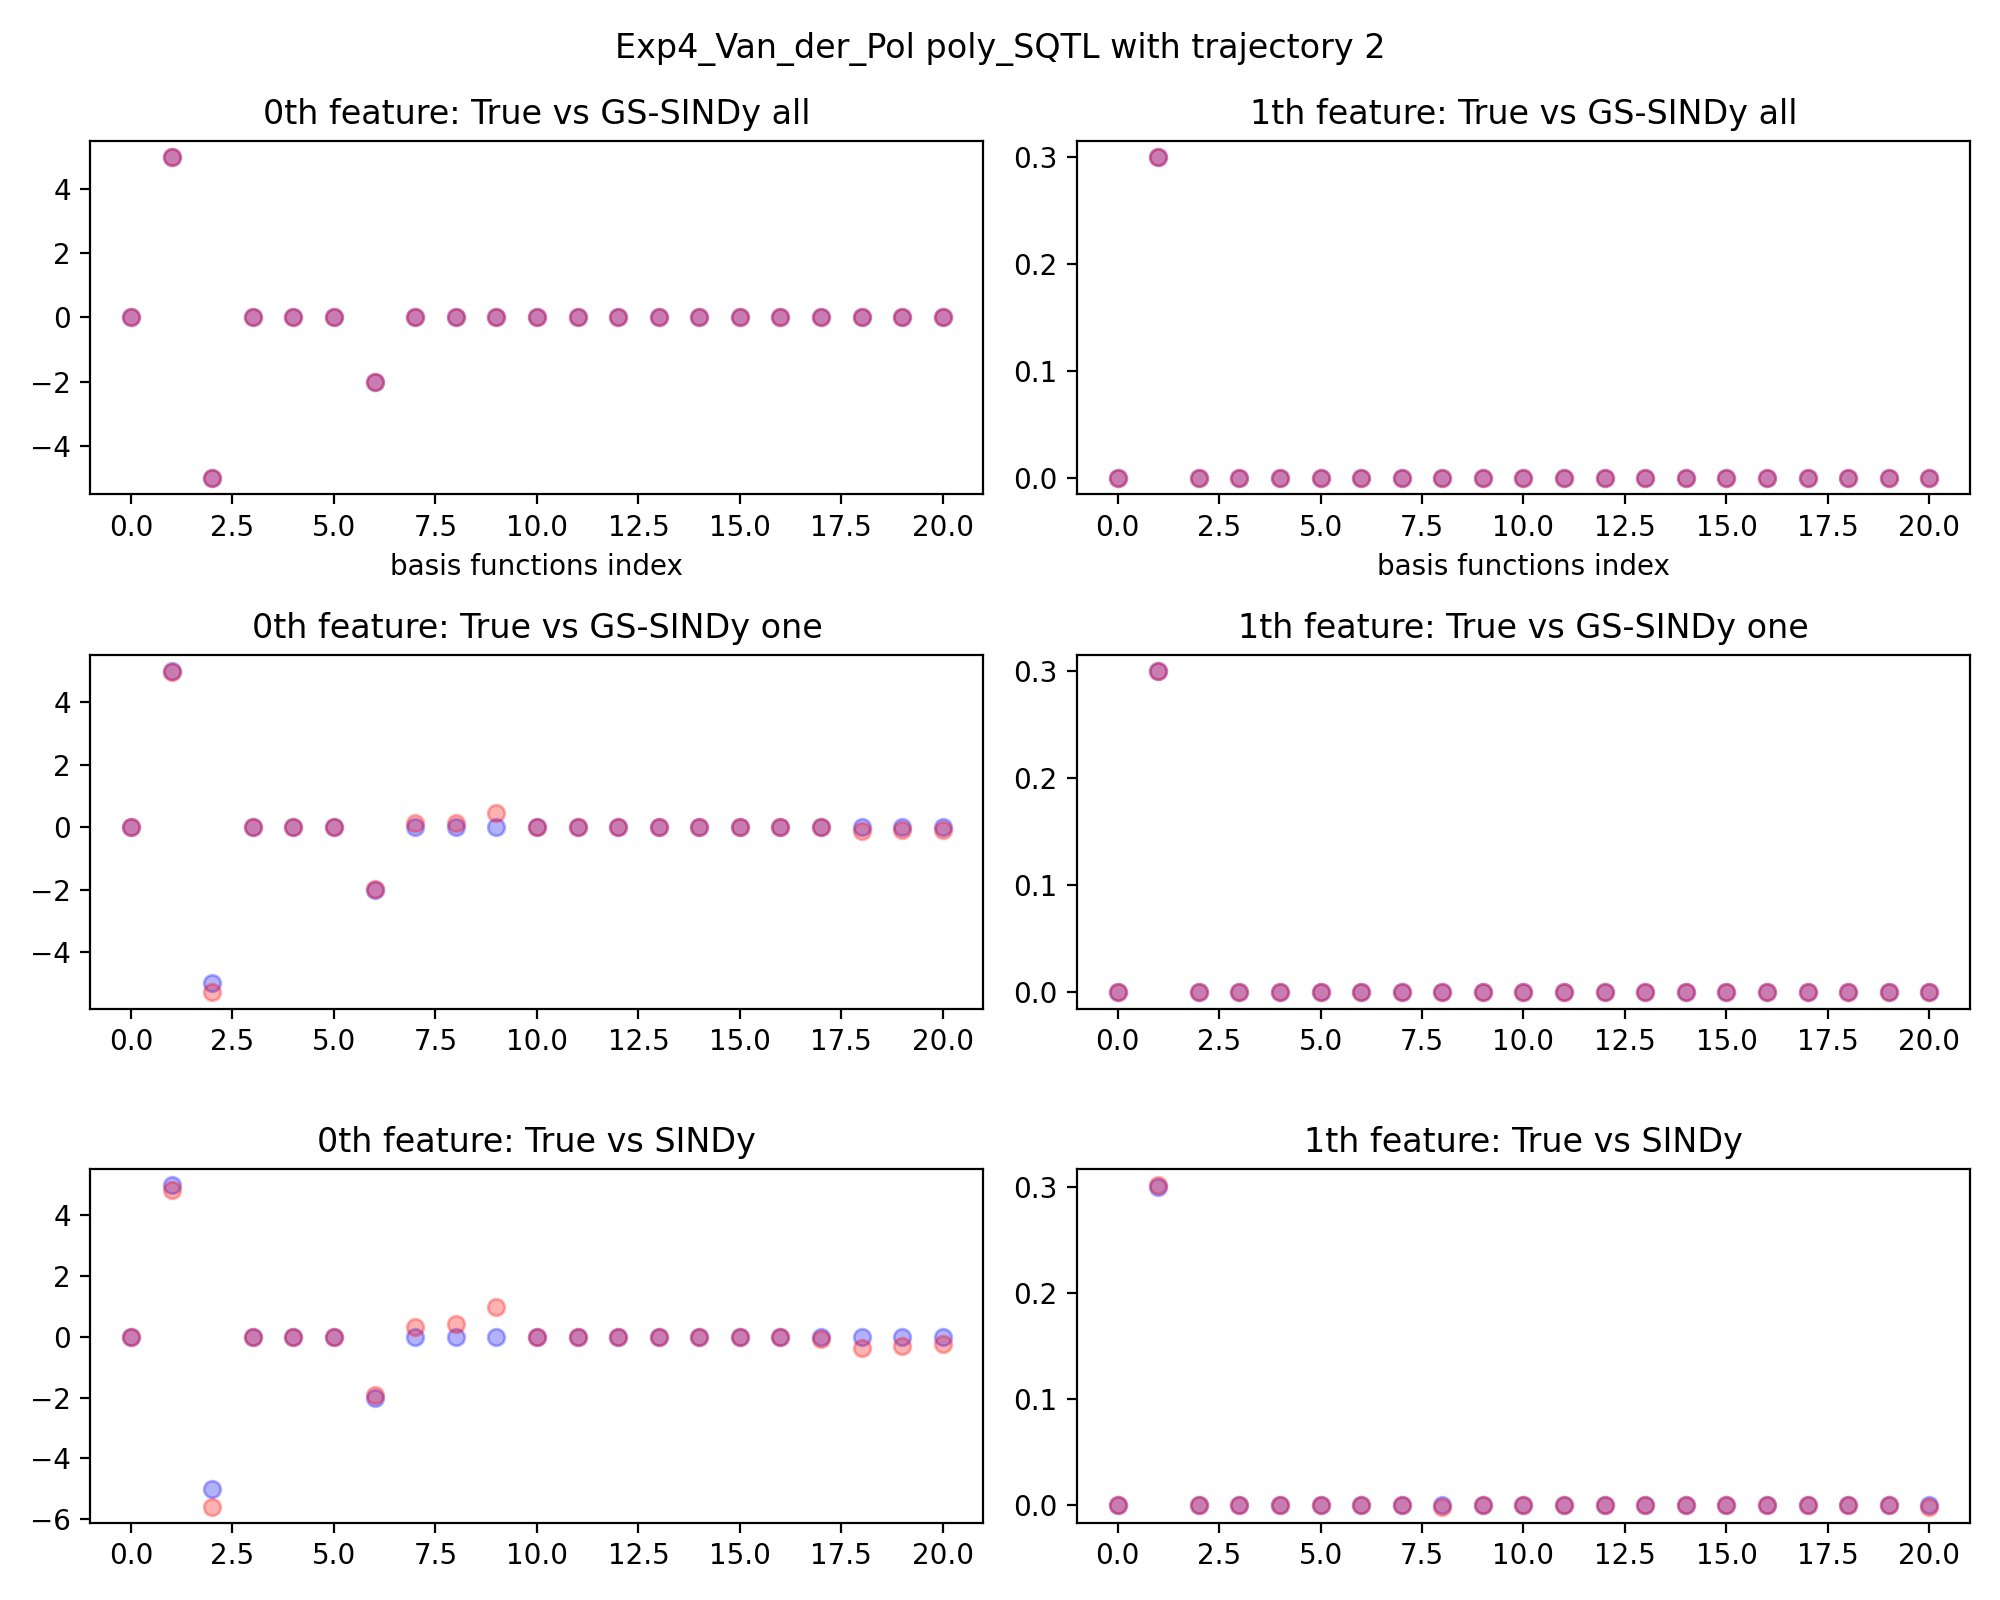 Exp4_Van_der_Pol poly_SQTL with trajectory 2
0th feature: True vs GS-SINDy all
4
2
0
−2
−4
0.0 2.5 5.0 7.5 10.0 12.5 15.0 17.5 20.0
basis functions index
1th feature: True vs GS-SINDy all
0.3
0.2
0.1
0.0
0.0 2.5 5.0 7.5 10.0 12.5 15.0 17.5 20.0
basis functions index
0th feature: True vs GS-SINDy one
4
2
0
−2
−4
0.0 2.5 5.0 7.5 10.0 12.5 15.0 17.5 20.0
1th feature: True vs GS-SINDy one
0.3
0.2
0.1
0.0
0.0 2.5 5.0 7.5 10.0 12.5 15.0 17.5 20.0
0th feature: True vs SINDy
4
2
0
−2
−4
−6
0.0 2.5 5.0 7.5 10.0 12.5 15.0 17.5 20.0
1th feature: True vs SINDy
0.3
0.2
0.1
0.0
0.0 2.5 5.0 7.5 10.0 12.5 15.0 17.5 20.0